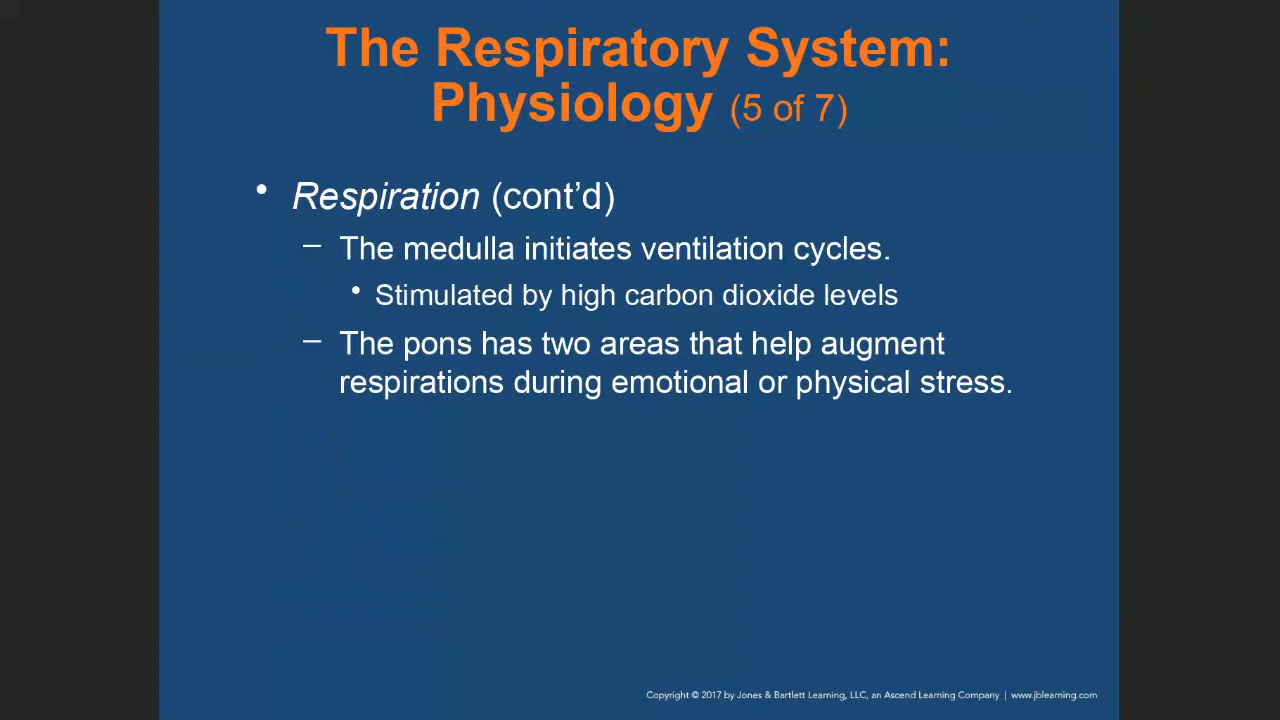 The Respiratory System:
Physiology (5 of 7)
• Respiration (cont’d)
– The medulla initiates ventilation cycles.
• Stimulated by high carbon dioxide levels
– The pons has two areas that help augment
respirations during emotional or physical stress.
Copyright © 2017 by Jones & Bartlett Learning, LLC, an Ascend Learning Company | www.jblearning.com